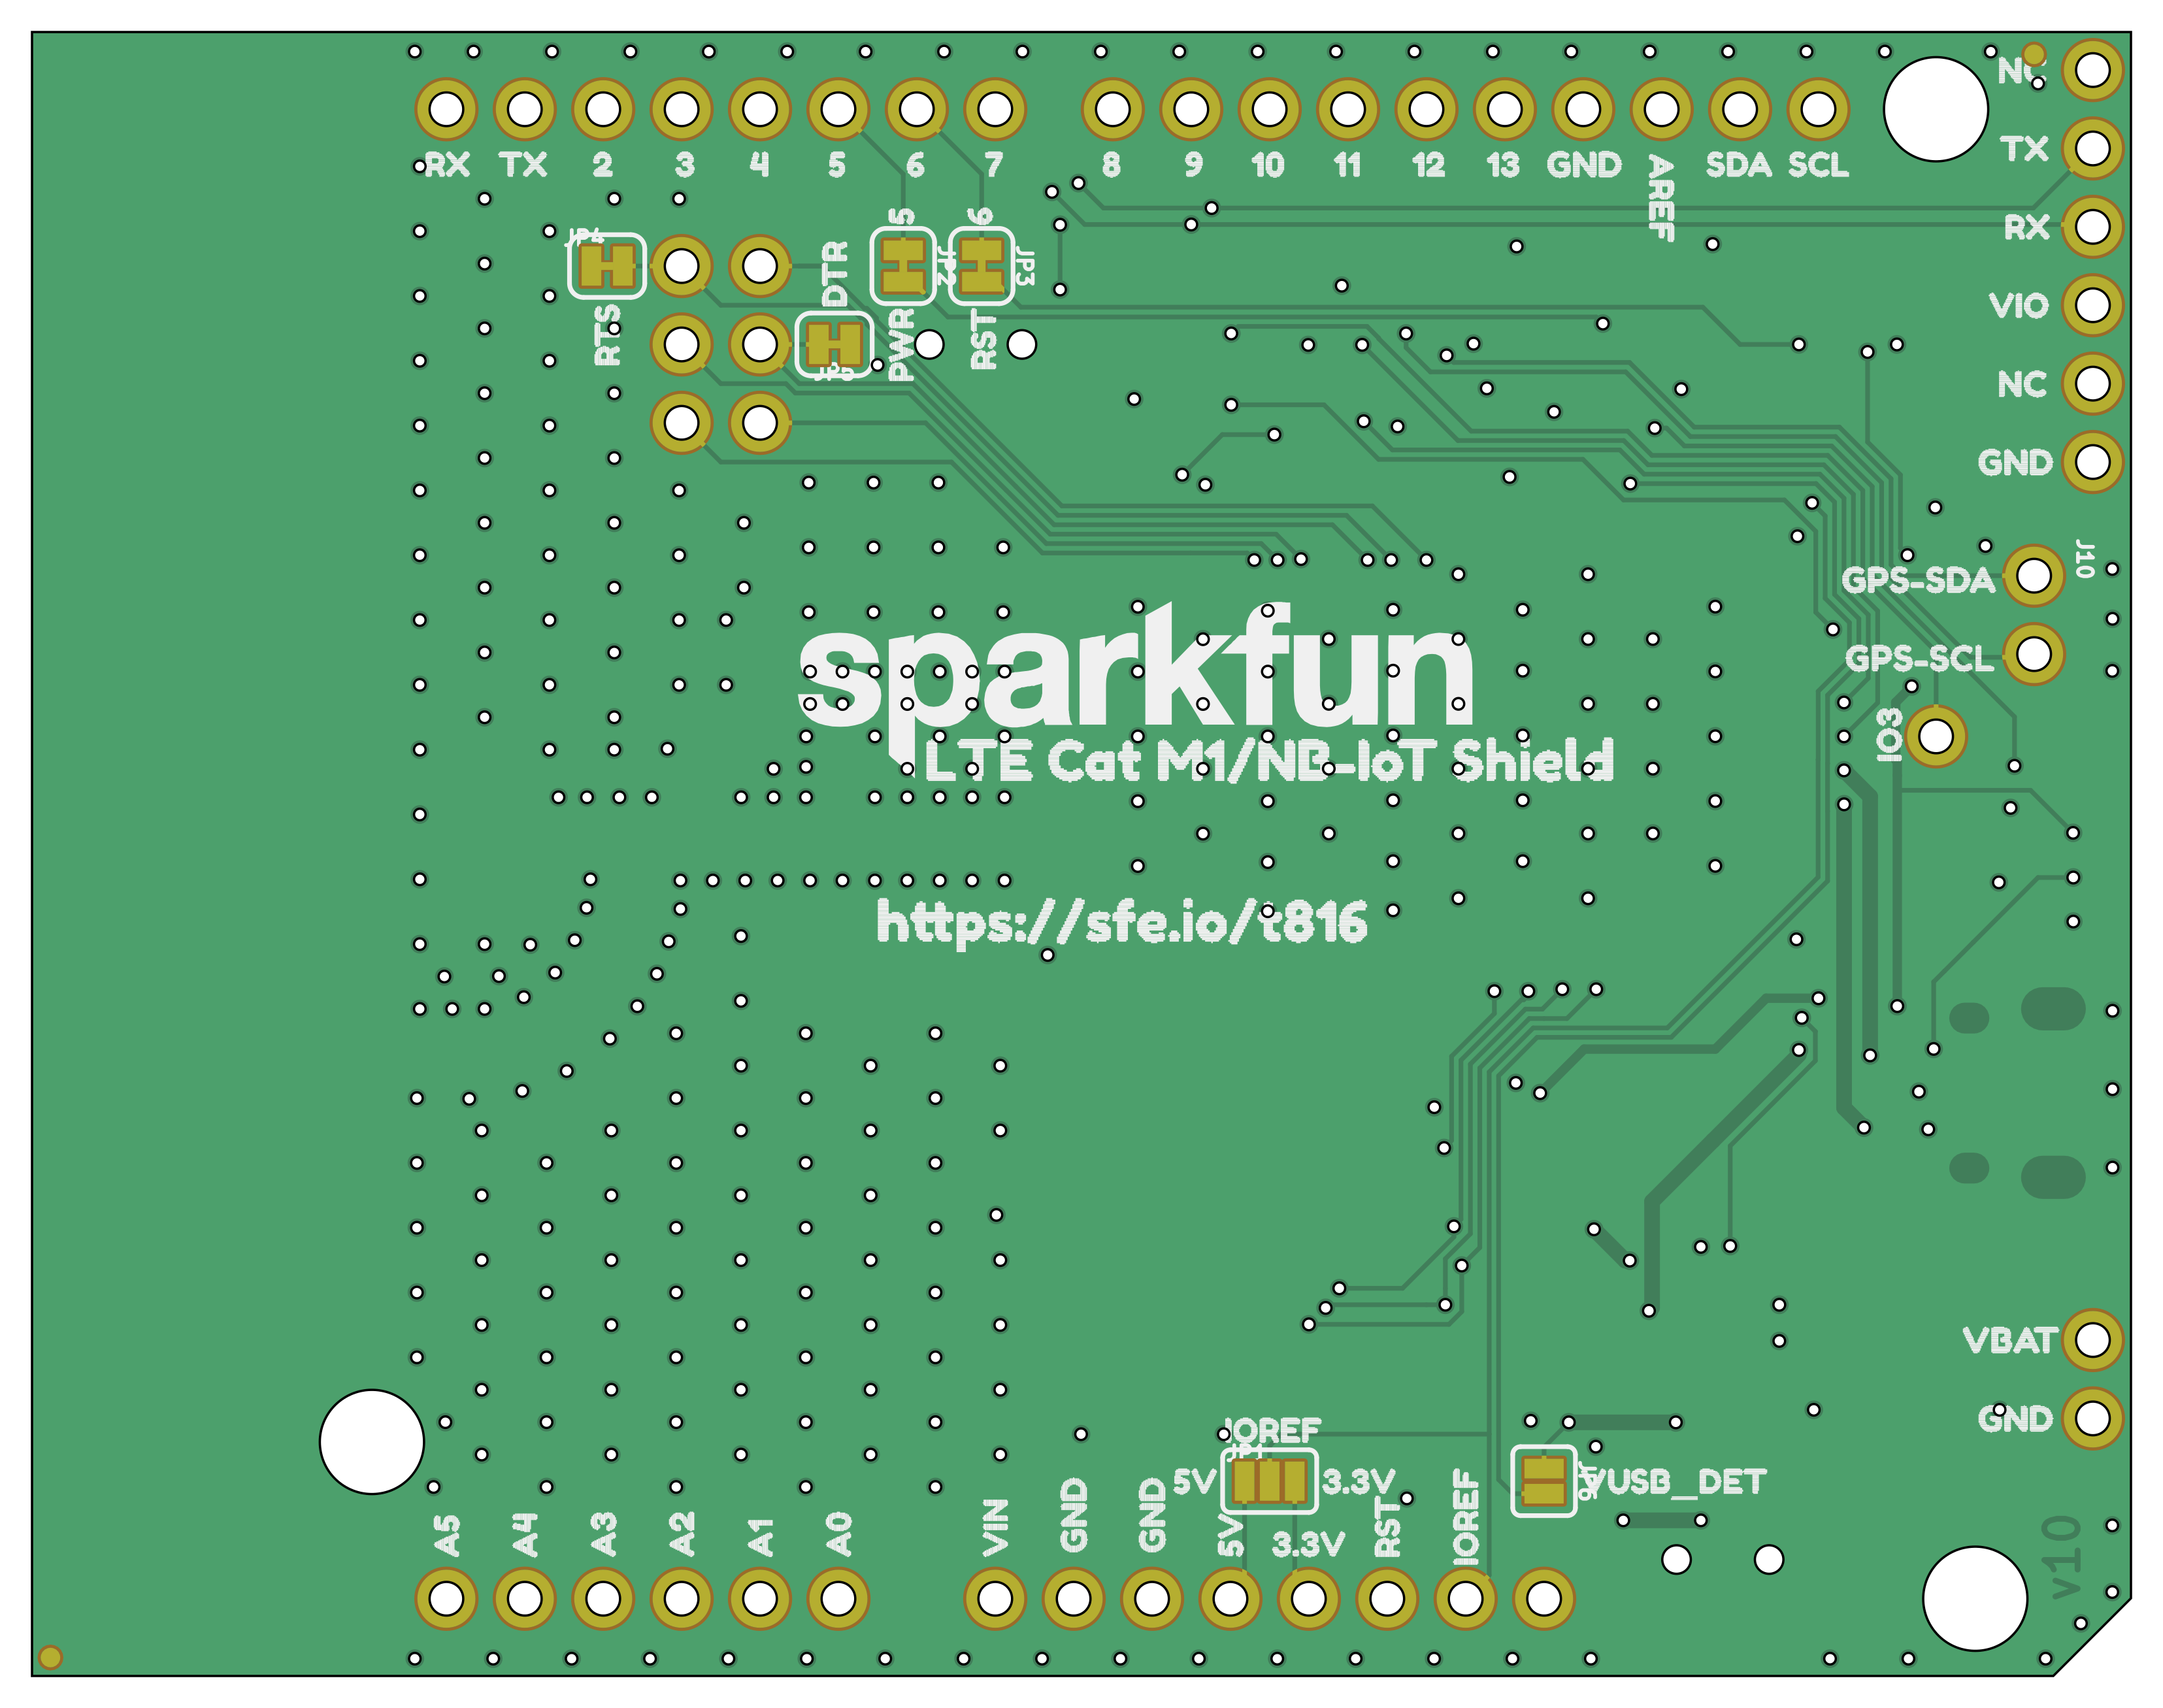 NC
RX TX 2 3 4 5 6 7 8 9 10 11 12 13 GND AREF SDA SCL
TX
RX
VIO
NC
GND
JP4
RTS
DTR
JP5
5
JP2
PWR
6
JP3
RST
J10
GPS-SDA
GPS-SCL
IO3
sparkfun
LTE Cat M1/NB-IoT Shield
https://sfe.io/t816
VBAT
GND
IOREF
JP1
5V
3.3V
VUSB_DET
A5 A4 A3 A2 A1 A0 VIN GND GND 5V 3.3V RST IOREF
v10